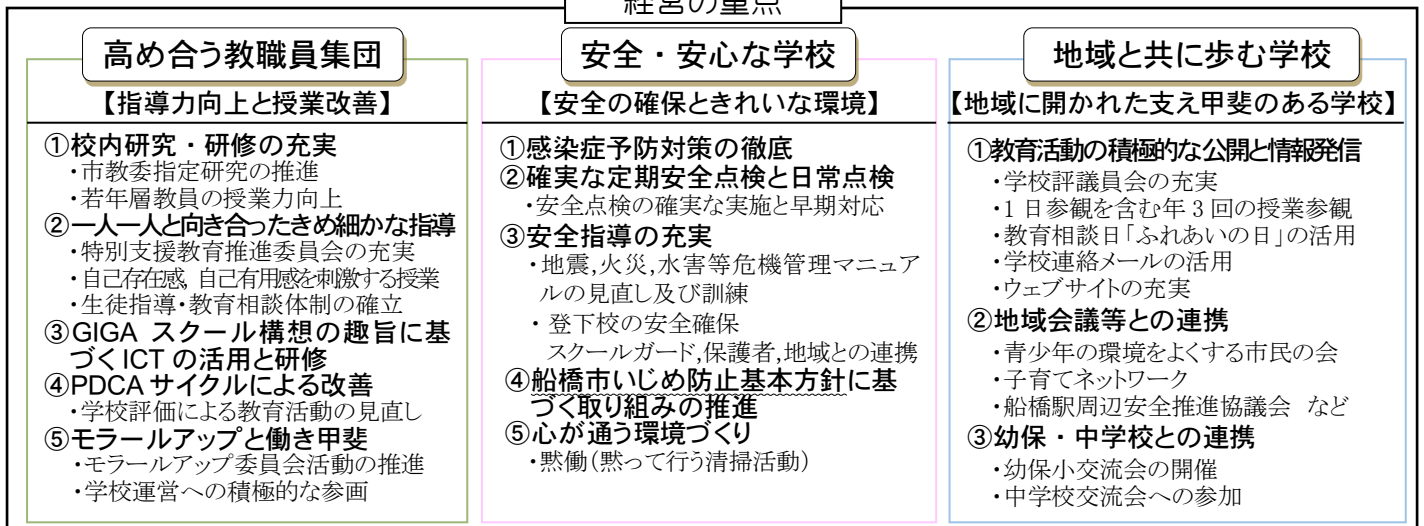 経営の重点
高め合う教職員集団
【指導力向上と授業改善】
①校内研究・研修の充実
・市教委指定研究の推進
・若年層教員の授業力向上
②一人一人と向き合ったきめ細かな指導
・特別支援教育推進委員会の充実
・自己存在感，自己有用感を刺激する授業
・生徒指導・教育相談体制の確立
③GIGA スクール構想の趣旨に基
づく ICT の活用と研修
④PDCA サイクルによる改善
・学校評価による教育活動の見直し
⑤モラールアップと働き甲斐
・モラールアップ委員会活動の推進
・学校運営への積極的な参画
安全・安心な学校
【安全の確保ときれいな環境】
①感染症予防対策の徹底
②確実な定期安全点検と日常点検
・安全点検の確実な実施と早期対応
③安全指導の充実
・地震,火災,水害等危機管理マニュア
ルの見直し及び訓練
・登下校の安全確保
スクールガード,保護者,地域との連携
④船橋市いじめ防止基本方針に基
づく取り組みの推進
⑤心が通う環境づくり
・黙働（黙って行う清掃活動）
地域と共に歩む学校
【地域に開かれた支え甲斐のある学校】
①教育活動の積極的な公開と情報発信
・学校評議員会の充実
・1 日参観を含む年 3 回の授業参観
・教育相談日「ふれあいの日」の活用
・学校連絡メールの活用
・ウェブサイトの充実
②地域会議等との連携
・青少年の環境をよくする市民の会
・子育てネットワーク
・船橋駅周辺安全推進協議会 など
③幼保・中学校との連携
・幼保小交流会の開催
・中学校交流会への参加